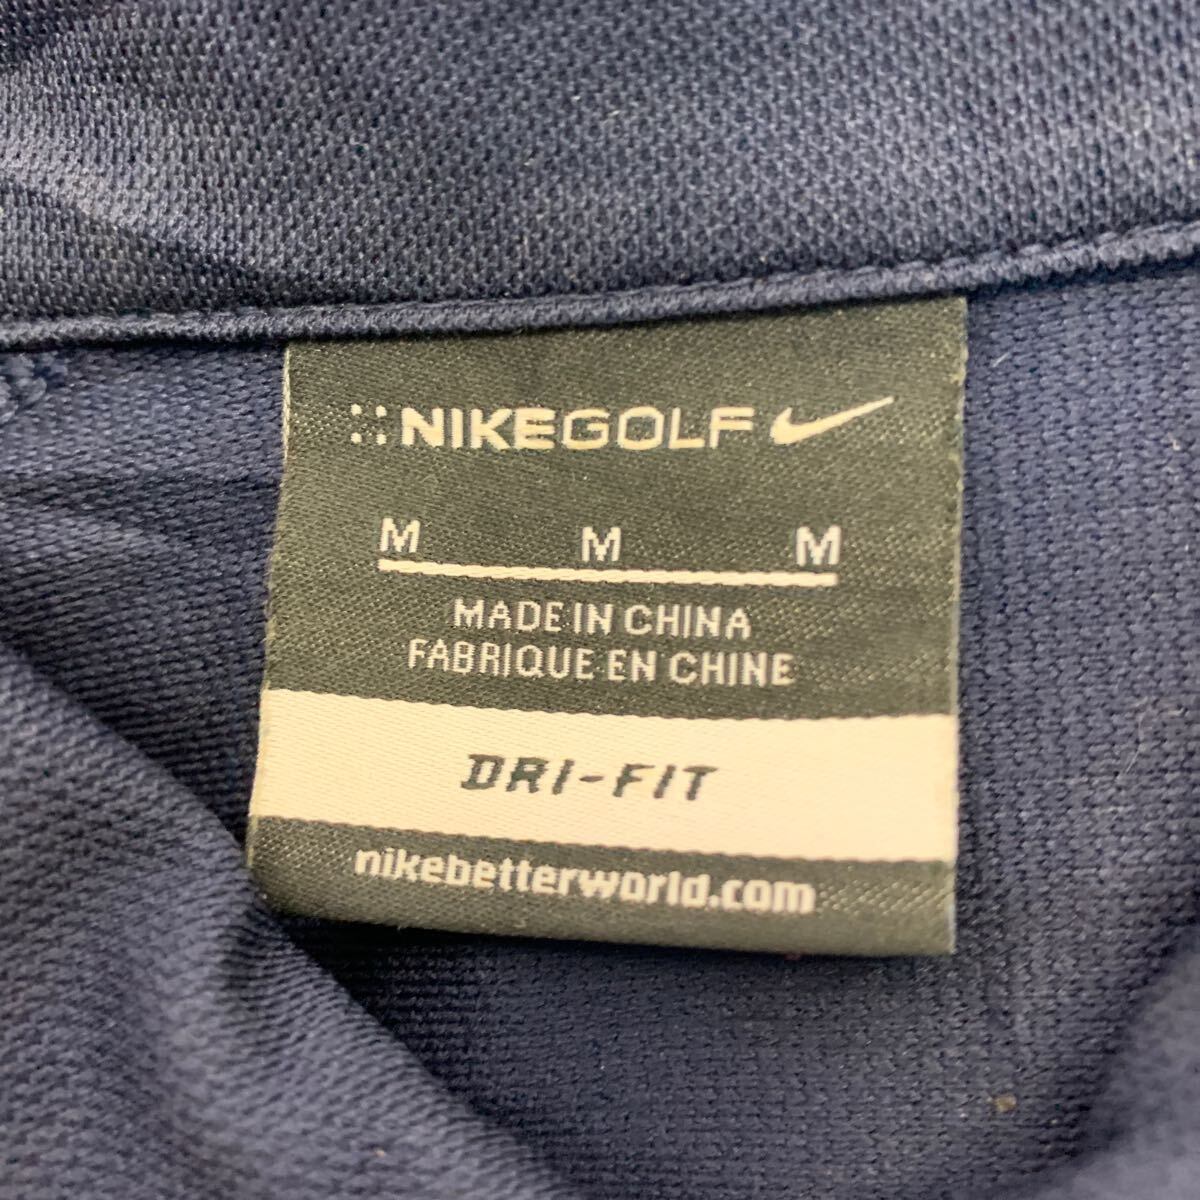 NIKEGOLF
M M M
MADE IN CHINA
FABRIQUE EN CHINE
DRI-FIT
nikebetterworld.com